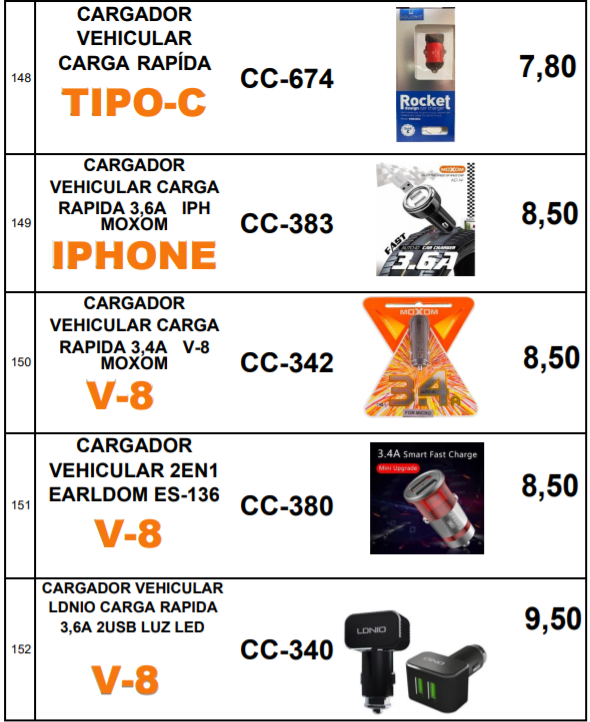 148
CARGADOR
VEHICULAR
CARGA RAPÍDA
TIPO-C
CC-674
Rocket
7,80
149
CARGADOR
VEHICULAR CARGA
RAPIDA 3,6A IPH
MOXOM
IPHONE
CC-383
MOXOM
FAST
CAR CHARGER
3.6A
8,50
150
CARGADOR
VEHICULAR CARGA
RAPIDA 3,4A V-8
MOXOM
V-8
CC-342
MOXOM
3.4A
FOR MICRO
8,50
151
CARGADOR
VEHICULAR 2EN1
EARLDOM ES-136
V-8
CC-380
3.4A Smart Fast Charge
Mini Upgrade
8,50
152
CARGADOR VEHICULAR
LDNIO CARGA RAPIDA
3,6A 2USB LUZ LED
V-8
CC-340
LDNIO
LDNIO
9,50